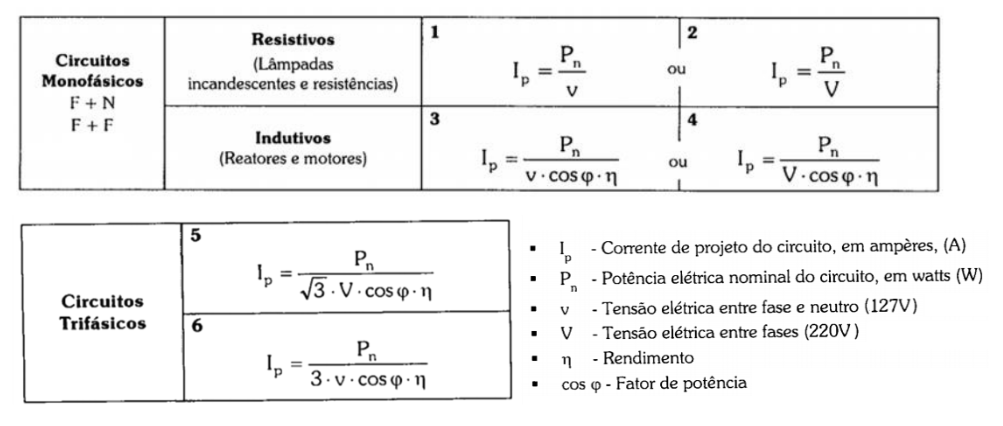 Circuitos
Monofásicos
F + N
F + F
Resistivos
(Lâmpadas
incandescentes e resistências)
1
I_p = P_n / v
ou
2
I_p = P_n / V
Indutivos
(Reatores e motores)
3
I_p = P_n / v · cos φ · η
ou
4
I_p = P_n / V · cos φ · η
Circuitos
Trifásicos
5
I_p = P_n / √3 · V · cos φ · η
6
I_p = P_n / 3 · v · cos φ · η
▪ I_p - Corrente de projeto do circuito, em ampères, (A)
▪ P_n - Potência elétrica nominal do circuito, em watts (W)
▪ v - Tensão elétrica entre fase e neutro (127V)
▪ V - Tensão elétrica entre fases (220V)
▪ η - Rendimento
▪ cos φ - Fator de potência